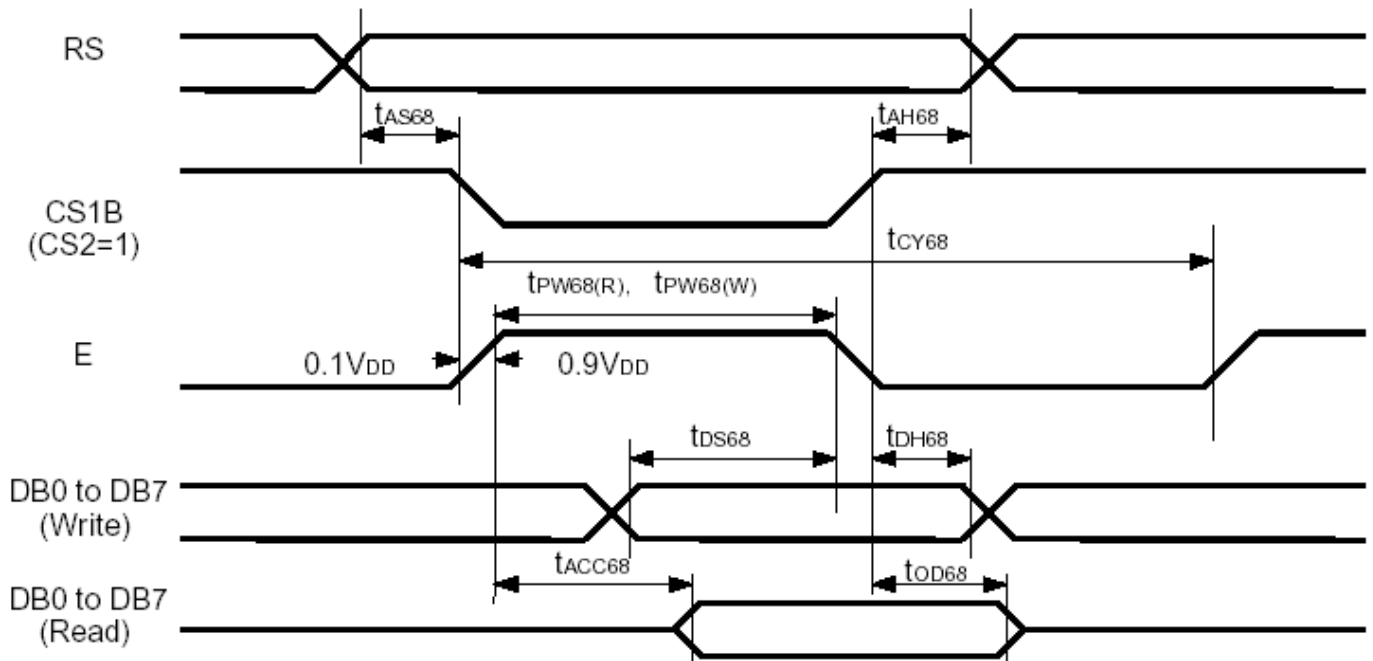 RS
tAS68
tAH68
CS1B
(CS2=1)
tCY68
tPW68(R), tPW68(W)
E
0.1VDD
0.9VDD
tDS68
tDH68
DB0 to DB7
(Write)
tACC68
tOD68
DB0 to DB7
(Read)